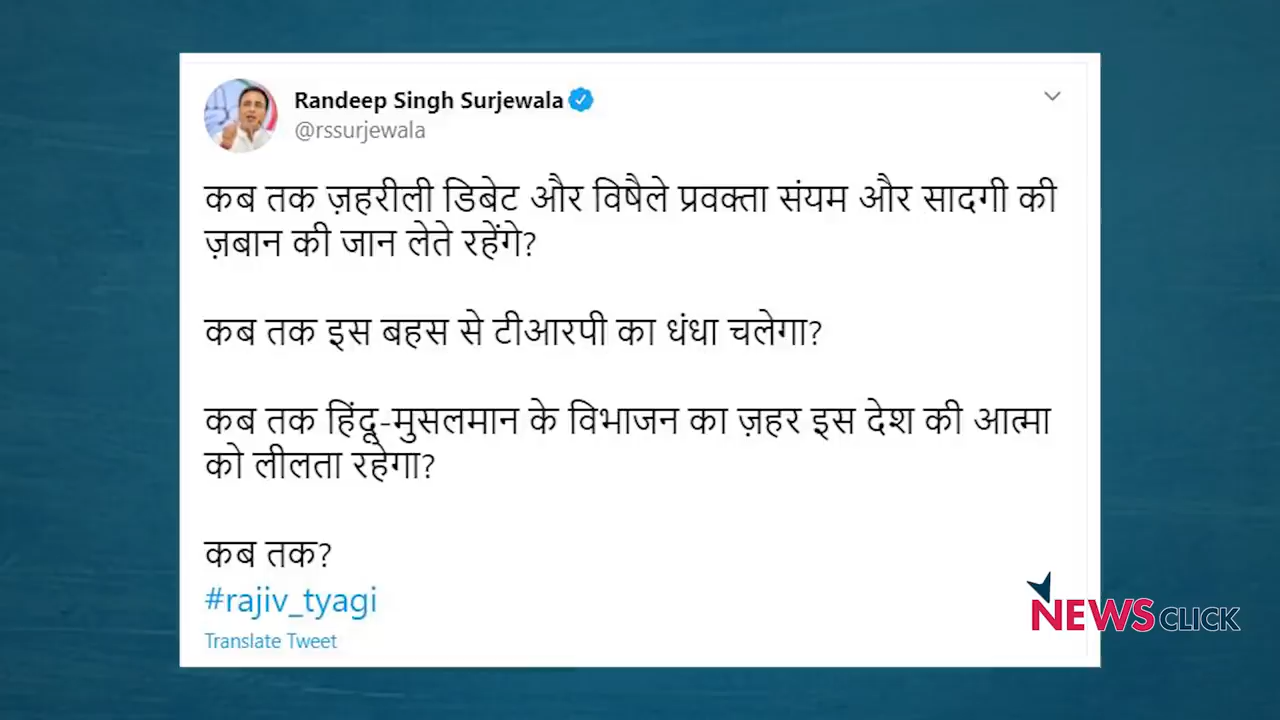 Randeep Singh Surjewala
@rssurjewala
कब तक ज़हरीली डिबेट और विषैले प्रवक्ता संयम और सादगी की
ज़बान की जान लेते रहेंगे?
कब तक इस बहस से टीआरपी का धंधा चलेगा?
कब तक हिंदू-मुसलमान के विभाजन का ज़हर इस देश की आत्मा
को लीलता रहेगा?
कब तक?
#rajiv_tyagi
Translate Tweet
NEWSCLICK